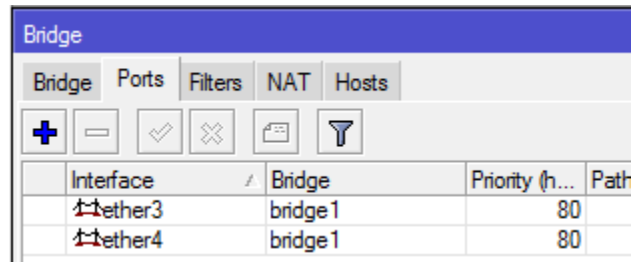 Bridge
Bridge Ports Filters NAT Hosts
Interface Bridge Priority (h... Path
ether3 bridge1 80
ether4 bridge1 80